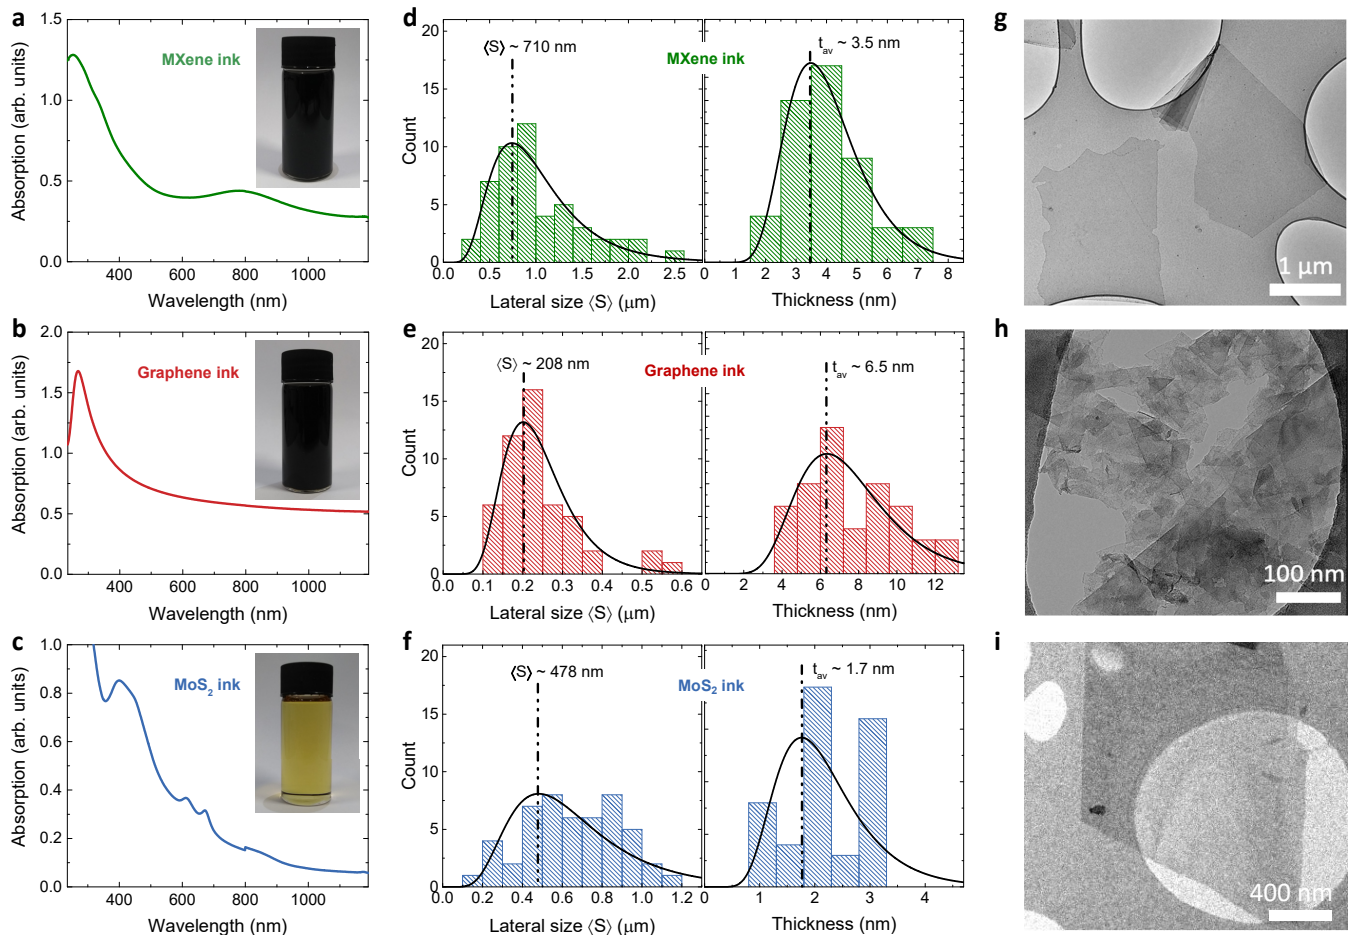 a
Absorption (arb. units)
1.5
1.0
0.5
0.0
MXene ink
400 600 800 1000
Wavelength (nm)
b
Absorption (arb. units)
2.0
1.5
1.0
0.5
0.0
Graphene ink
400 600 800 1000
Wavelength (nm)
c
Absorption (arb. units)
1.0
0.8
0.6
0.4
0.2
0.0
MoS₂ ink
400 600 800 1000
Wavelength (nm)
d
Count
20
15
10
5
0
⟨S⟩ ~ 710 nm
MXene ink
t_av ~ 3.5 nm
0.0 0.5 1.0 1.5 2.0 2.5
Lateral size ⟨S⟩ (μm)
0 1 2 3 4 5 6 7 8
Thickness (nm)
e
Count
20
15
10
5
0
⟨S⟩ ~ 208 nm
Graphene ink
t_av ~ 6.5 nm
0.0 0.1 0.2 0.3 0.4 0.5 0.6
Lateral size ⟨S⟩ (μm)
0 2 4 6 8 10 12
Thickness (nm)
f
Count
20
15
10
5
0
⟨S⟩ ~ 478 nm
MoS₂ ink
t_av ~ 1.7 nm
0.0 0.2 0.4 0.6 0.8 1.0 1.2
Lateral size ⟨S⟩ (μm)
0 1 2 3 4
Thickness (nm)
g
1 μm
h
100 nm
i
400 nm